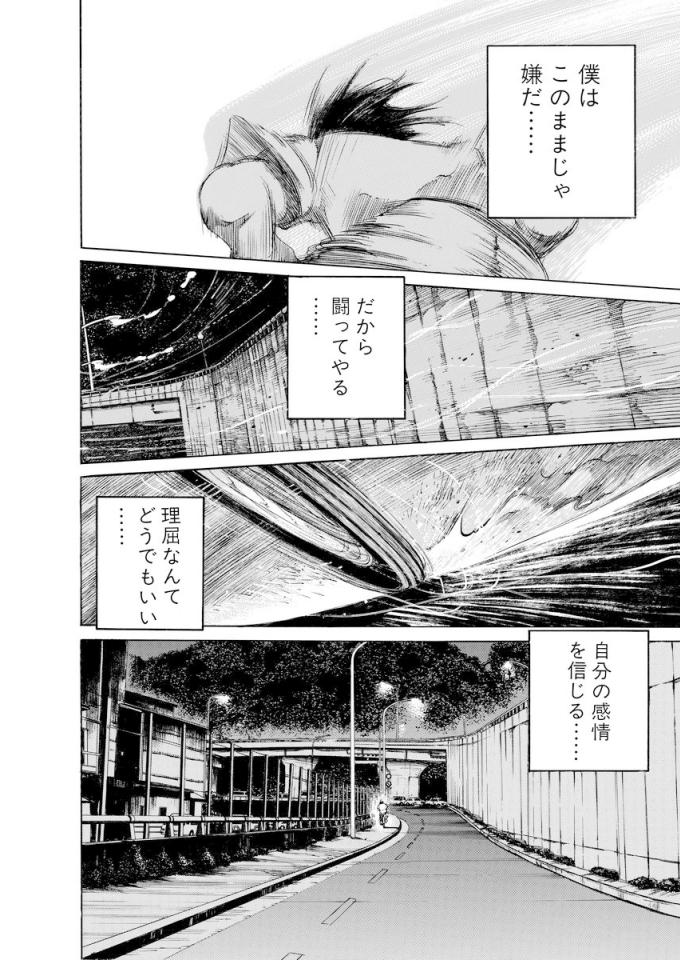 僕は
このままじゃ
嫌だ……
だから
闘ってやる
……
理屈なんて
どうでもいい
……
自分の感情
を信じる……